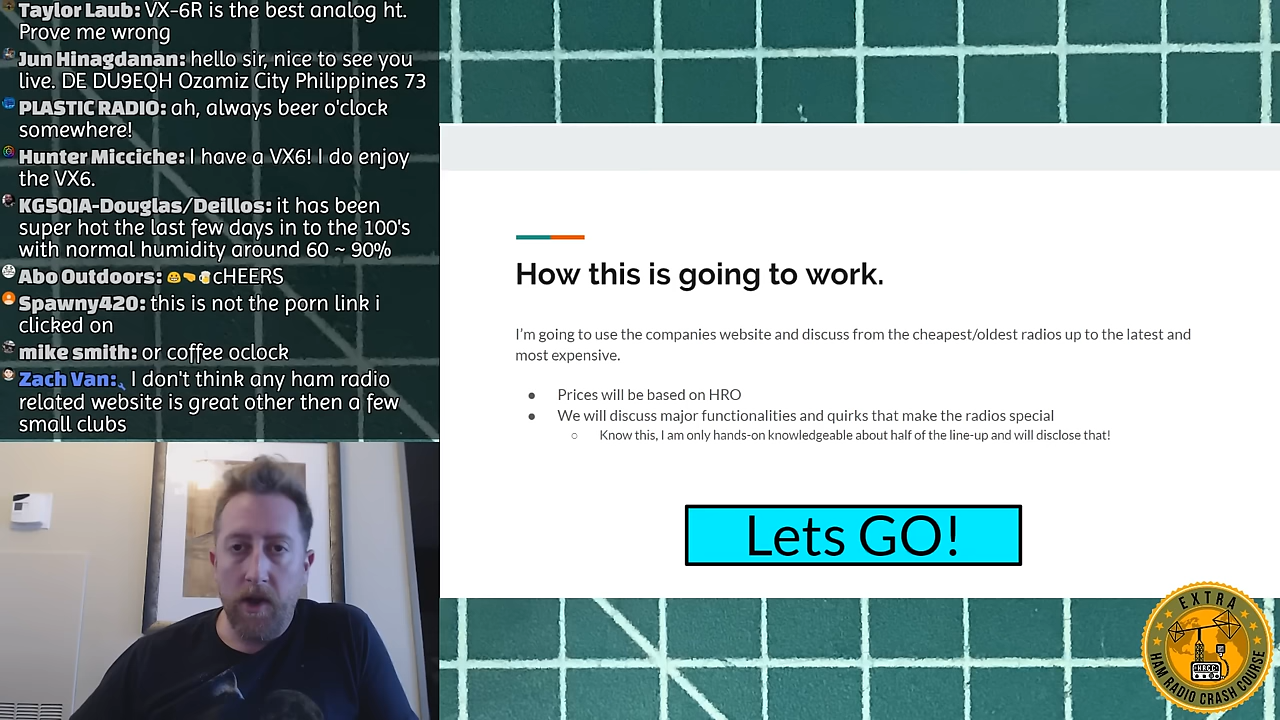 Taylor Laub: VX-6R is the best analog ht.
Prove me wrong
Jun Hinagdanan: hello sir, nice to see you
live. DE DU9EQH Ozamiz City Philippines 73
PLASTIC RADIO: ah, always beer o'clock
somewhere!
Hunter Micciche: I have a VX6! I do enjoy
the VX6.
KG5QIA-Douglas/Deillos: it has been
super hot the last few days in to the 100's
with normal humidity around 60 ~ 90%
Abo Outdoors: cHEERS
Spawny420: this is not the porn link i
clicked on
mike smith: or coffee oclock
Zach Van: I don't think any ham radio
related website is great other then a few
small clubs
How this is going to work.
I'm going to use the companies website and discuss from the cheapest/oldest radios up to the latest and
most expensive.
● Prices will be based on HRO
● We will discuss major functionalities and quirks that make the radios special
○ Know this, I am only hands-on knowledgeable about half of the line-up and will disclose that!
Lets GO!
EXTRA
H.R.C.C
HAM RADIO CRASH COURSE